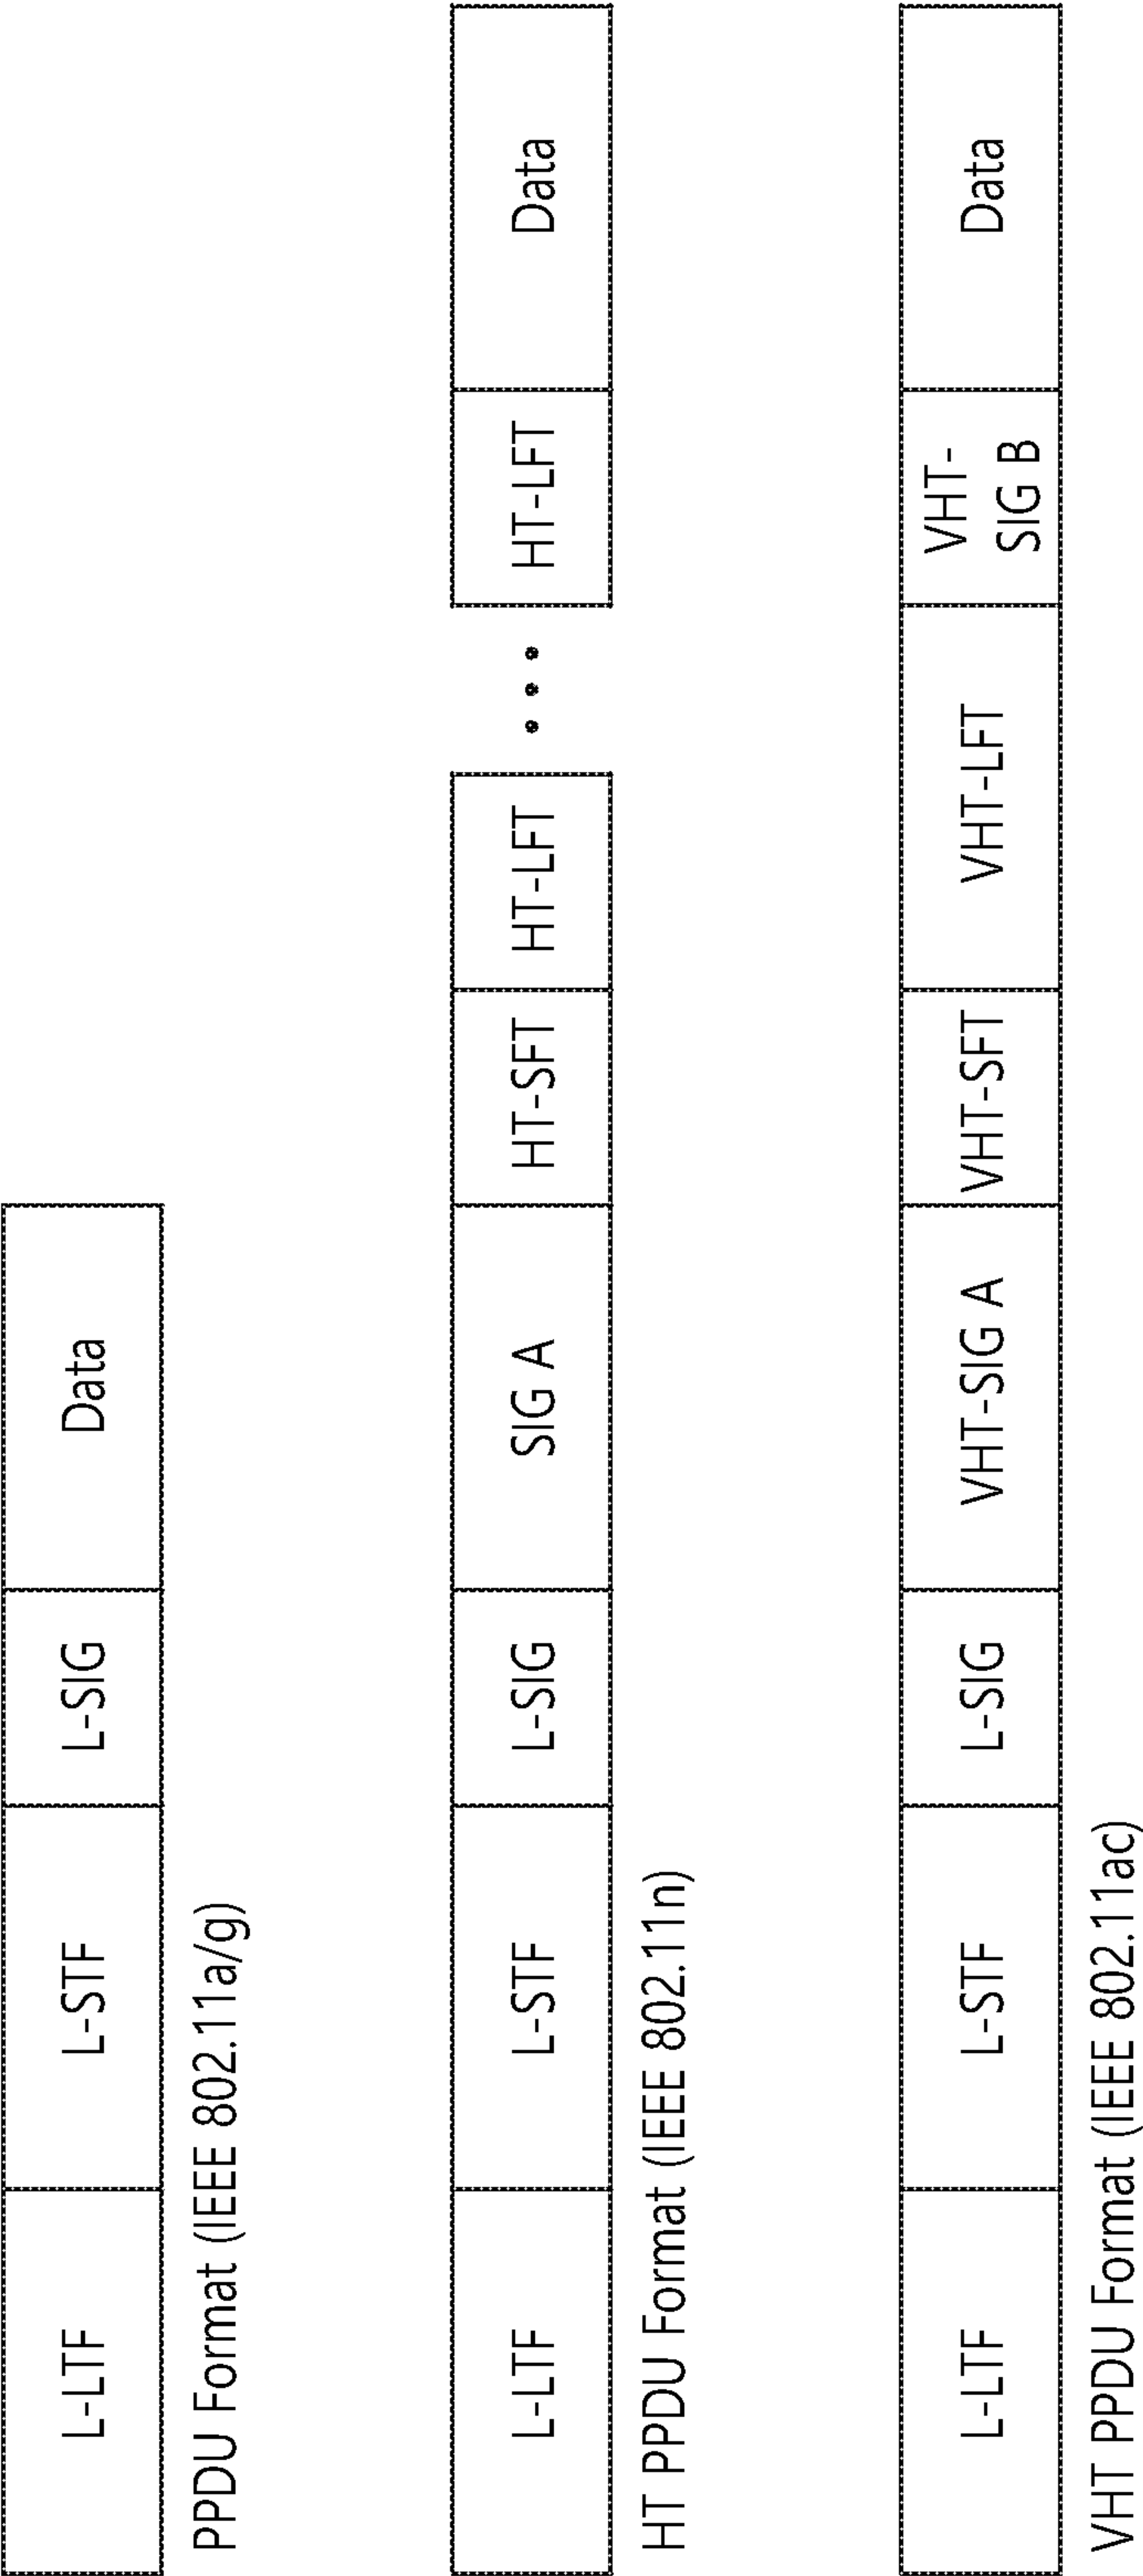 L-LTF
L-STF
L-SIG
Data
PPDU Format (IEEE 802.11a/g)
L-LTF
L-STF
L-SIG
SIG A
HT-SFT
HT-LFT
• • •
HT-LFT
Data
HT PPDU Format (IEEE 802.11n)
L-LTF
L-STF
L-SIG
VHT-SIG A
VHT-SFT
VHT-LFT
VHT-
SIG B
Data
VHT PPDU Format (IEEE 802.11ac)